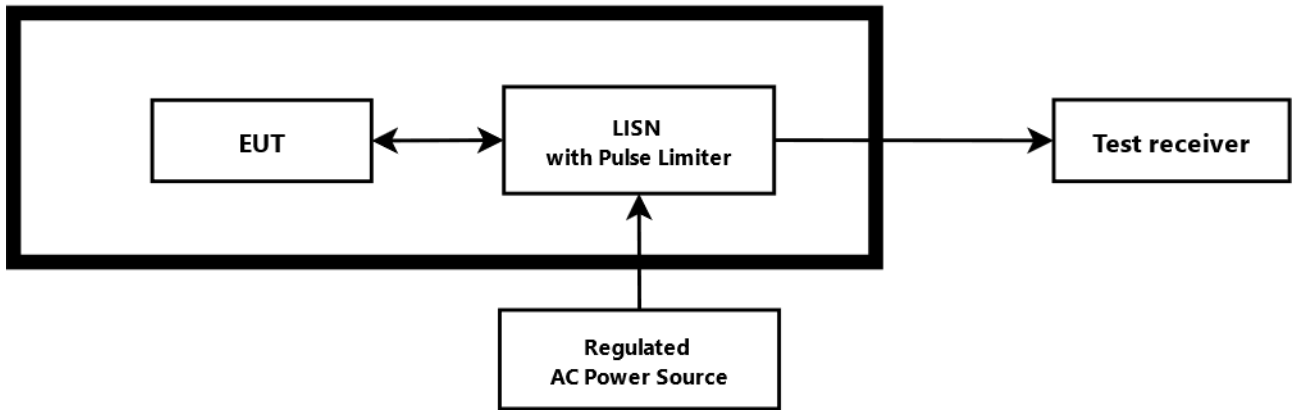 EUT
LISN
with Pulse Limiter
Test receiver
Regulated
AC Power Source